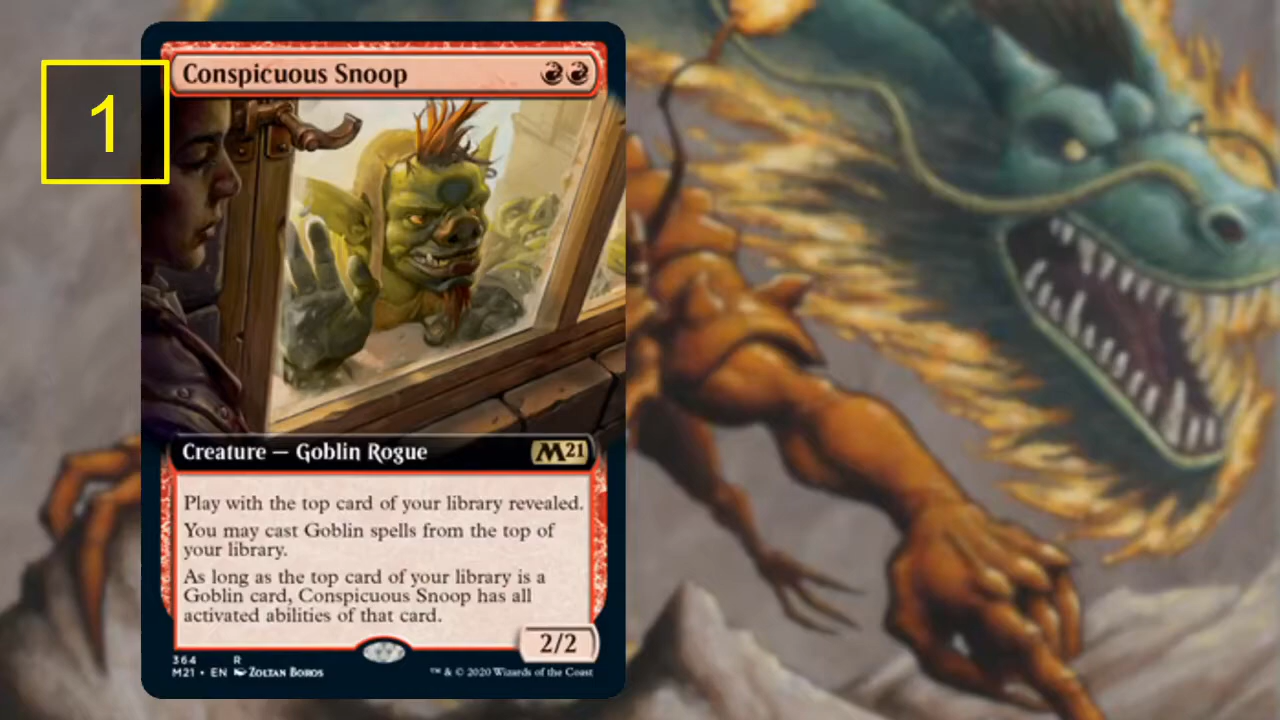 1
Conspicuous Snoop
Creature — Goblin Rogue
M21
Play with the top card of your library revealed.
You may cast Goblin spells from the top of
your library.
As long as the top card of your library is a
Goblin card, Conspicuous Snoop has all
activated abilities of that card.
2/2
364 R
M21 • EN Zoltan Boros
™ & © 2020 Wizards of the Coast